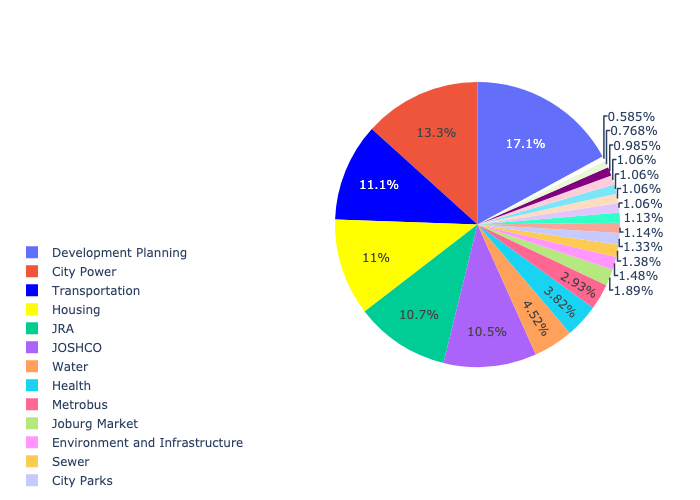 0.585%
0.768%
0.985%
1.06%
1.06%
1.06%
1.06%
1.13%
1.14%
1.33%
1.38%
1.48%
1.89%
17.1%
13.3%
11.1%
11%
10.7%
10.5%
4.52%
3.82%
2.93%
Development Planning
City Power
Transportation
Housing
JRA
JOSHCO
Water
Health
Metrobus
Joburg Market
Environment and Infrastructure
Sewer
City Parks